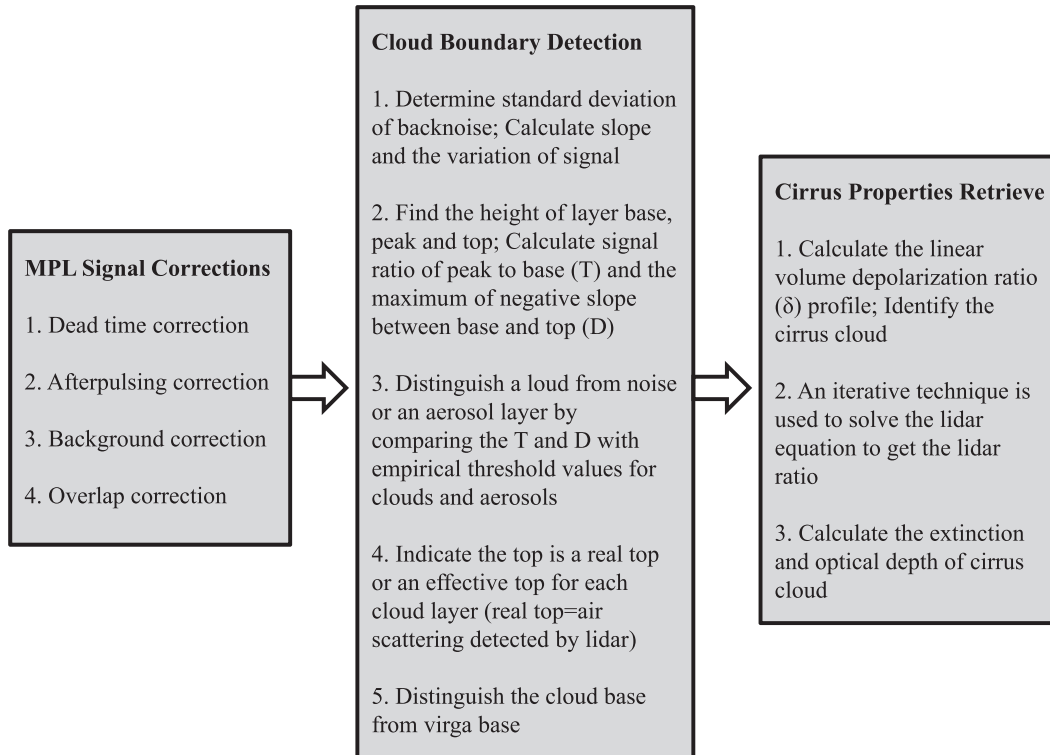 MPL Signal Corrections
1. Dead time correction
2. Afterpulsing correction
3. Background correction
4. Overlap correction
Cloud Boundary Detection
1. Determine standard deviation
of backnoise; Calculate slope
and the variation of signal
2. Find the height of layer base,
peak and top; Calculate signal
ratio of peak to base (T) and the
maximum of negative slope
between base and top (D)
3. Distinguish a loud from noise
or an aerosol layer by
comparing the T and D with
empirical threshold values for
clouds and aerosols
4. Indicate the top is a real top
or an effective top for each
cloud layer (real top=air
scattering detected by lidar)
5. Distinguish the cloud base
from virga base
Cirrus Properties Retrieve
1. Calculate the linear
volume depolarization ratio
(δ) profile; Identify the
cirrus cloud
2. An iterative technique is
used to solve the lidar
equation to get the lidar
ratio
3. Calculate the extinction
and optical depth of cirrus
cloud